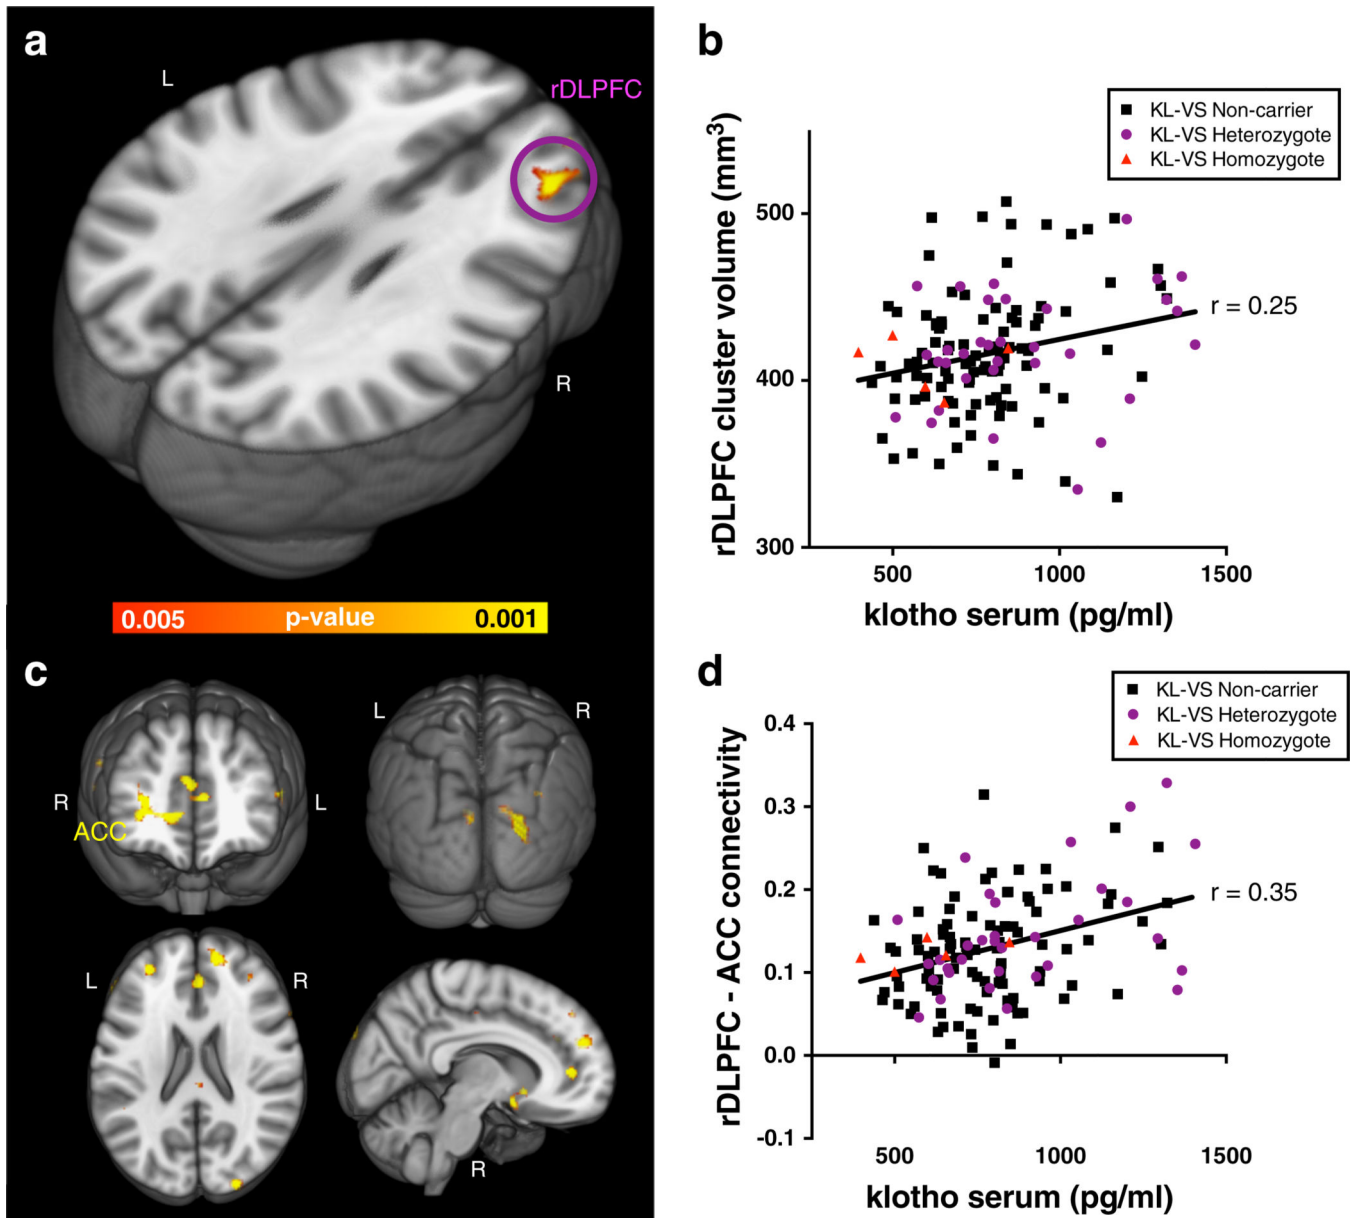 a
L
rDLPFC
R
0.005 p-value 0.001
b
KL-VS Non-carrier
KL-VS Heterozygote
KL-VS Homozygote
rDLPFC cluster volume (mm³)
500
400
300
r = 0.25
500 1000 1500
klotho serum (pg/ml)
c
R
L
ACC
L
R
L
R
R
d
KL-VS Non-carrier
KL-VS Heterozygote
KL-VS Homozygote
rDLPFC - ACC connectivity
0.4
0.3
0.2
0.1
0.0
-0.1
r = 0.35
500 1000 1500
klotho serum (pg/ml)